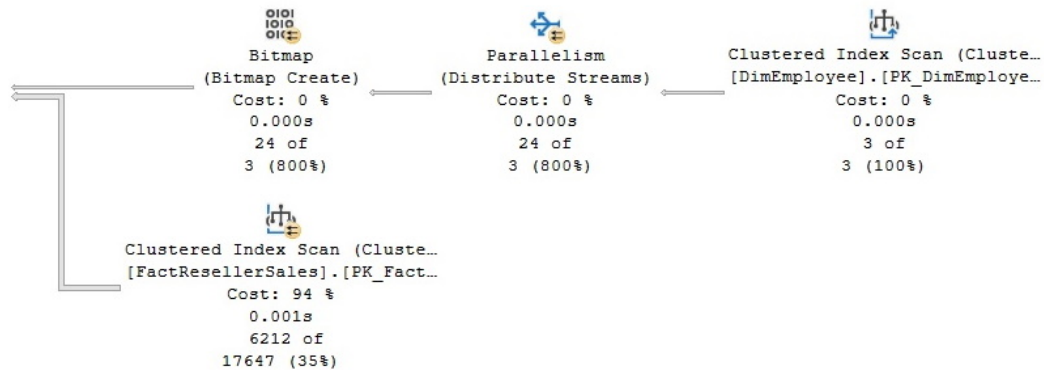 Bitmap
(Bitmap Create)
Cost: 0 %
0.000s
24 of
3 (800%)
Parallelism
(Distribute Streams)
Cost: 0 %
0.000s
24 of
3 (800%)
Clustered Index Scan (Cluste…
[DimEmployee].[PK_DimEmploye…
Cost: 0 %
0.000s
3 of
3 (100%)
Clustered Index Scan (Cluste…
[FactResellerSales].[PK_Fact…
Cost: 94 %
0.001s
6212 of
17647 (35%)